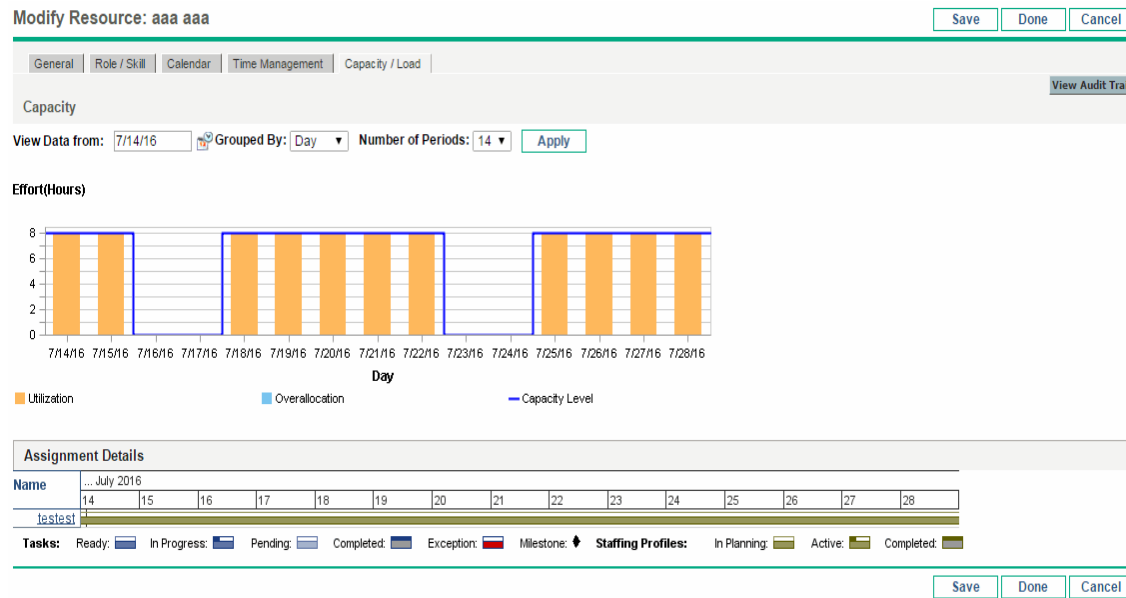 Modify Resource: aaa aaa
Save Done Cancel
General Role / Skill Calendar Time Management Capacity / Load
View Audit Tra
Capacity
View Data from: 7/14/16 Grouped By: Day Number of Periods: 14 Apply
Effort(Hours)
8
6
4
2
0
7/14/16 7/15/16 7/16/16 7/17/16 7/18/16 7/19/16 7/20/16 7/21/16 7/22/16 7/23/16 7/24/16 7/25/16 7/26/16 7/27/16 7/28/16
Day
Utilization Overallocation Capacity Level
Assignment Details
Name ... July 2016
14 15 16 17 18 19 20 21 22 23 24 25 26 27 28
testest
Tasks: Ready: In Progress: Pending: Completed: Exception: Milestone: Staffing Profiles: In Planning: Active: Completed:
Save Done Cancel